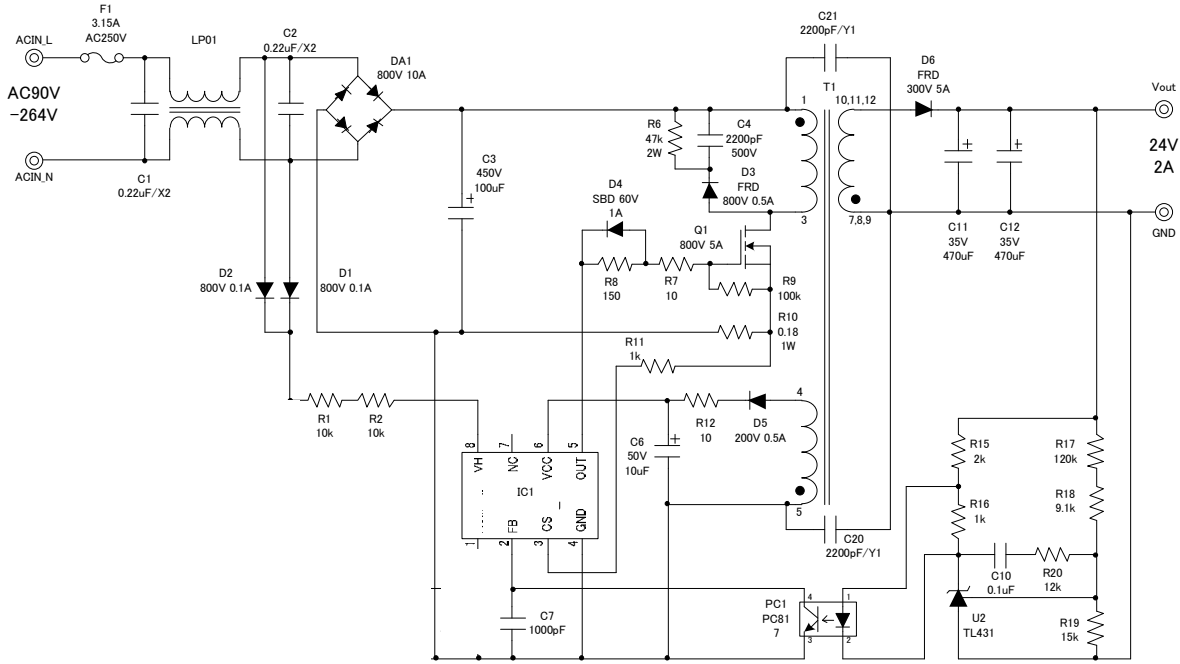 F1
3.15A
AC250V
ACIN_L
LP01
C2
0.22uF/X2
DA1
800V 10A
AC90V
-264V
ACIN_N
C1
0.22uF/X2
C3
450V
100uF
+
R6
47k
2W
C4
2200pF
500V
D3
FRD
800V 0.5A
C21
2200pF/Y1
T1
1
10,11,12
3
7,8,9
D6
FRD
300V 5A
Vout
24V
2A
GND
+
+
C11
35V
470uF
C12
35V
470uF
D4
SBD 60V
1A
Q1
800V 5A
R8
150
R7
10
R9
100k
R10
0.18
1W
R11
1k
D2
800V 0.1A
D1
800V 0.1A
R1
10k
R2
10k
8
7
6
5
VH
NC
VCC
OUT
IC1
FB
CS
GND
1
2
3
4
C6
50V
10uF
+
R12
10
D5
200V 0.5A
4
5
C20
2200pF/Y1
R15
2k
R16
1k
R17
120k
R18
9.1k
C10
0.1uF
R20
12k
U2
TL431
R19
15k
C7
1000pF
PC1
PC81
7
4
1
3
2